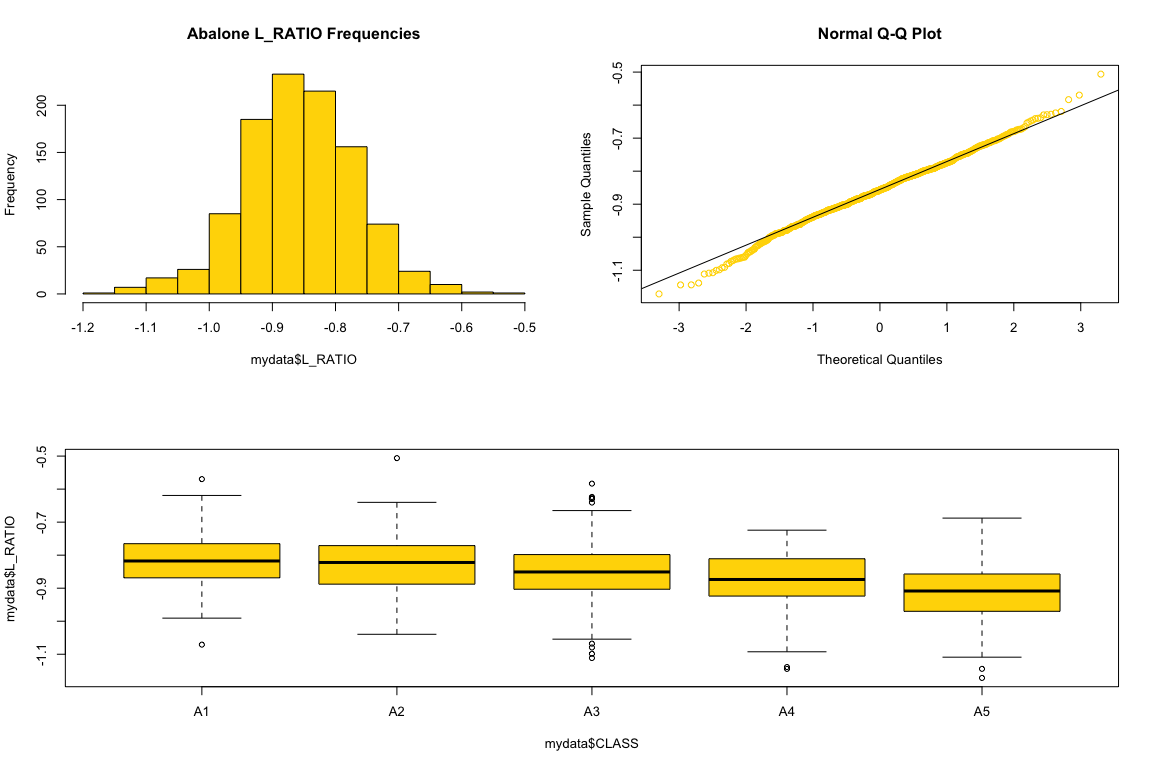 Abalone L_RATIO Frequencies
Frequency
200
150
100
50
0
-1.2 -1.1 -1.0 -0.9 -0.8 -0.7 -0.6 -0.5
mydata$L_RATIO
Normal Q-Q Plot
Sample Quantiles
-0.5
-0.7
-0.9
-1.1
-3 -2 -1 0 1 2 3
Theoretical Quantiles
mydata$L_RATIO
-0.5
-0.7
-0.9
-1.1
A1 A2 A3 A4 A5
mydata$CLASS